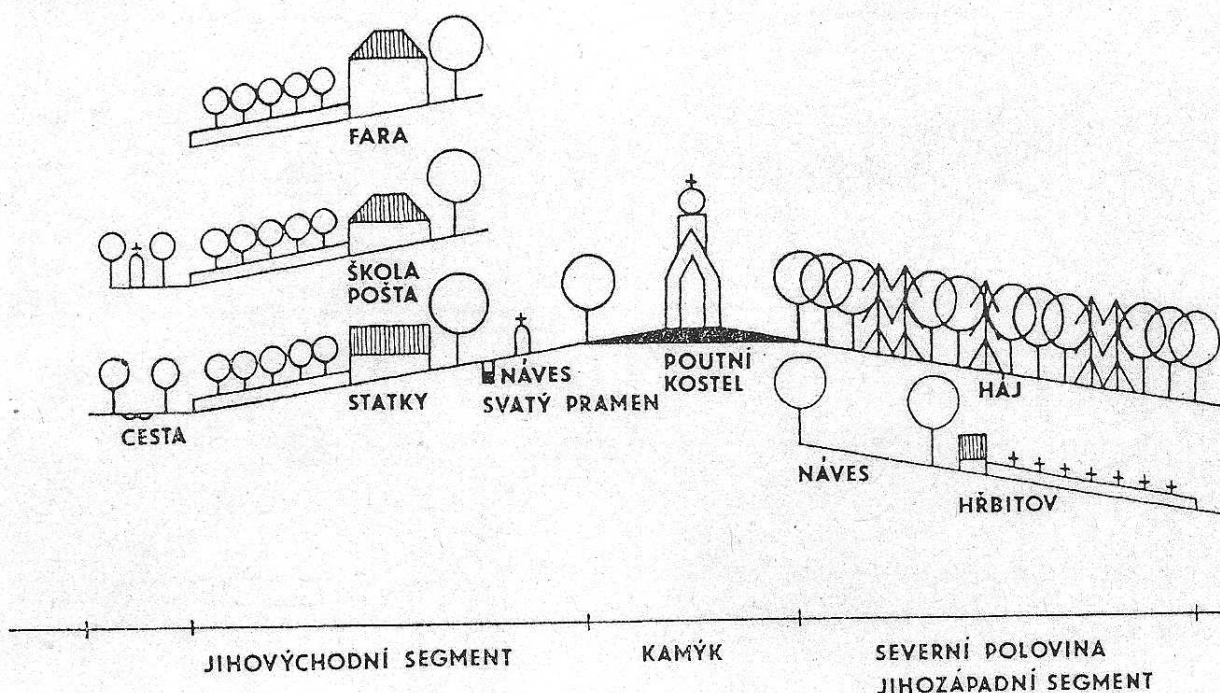 FARA
ŠKOLA
POŠTA
STATKY
NÁVES
SVATÝ PRAMEN
POUTNÍ
KOSTEL
HÁJ
CESTA
NÁVES
HŘBITOV
JIHOVÝCHODNÍ SEGMENT
KAMÝK
SEVERNÍ POLOVINA
JIHOZÁPADNÍ SEGMENT